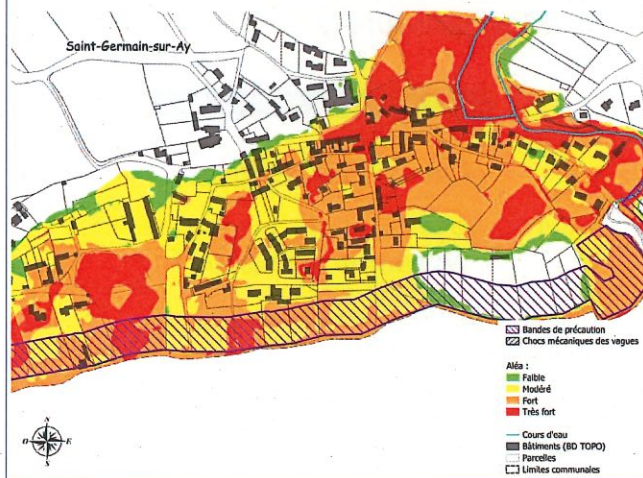 Saint-Germain-sur-Ay
Bandes de précaution
Chocs mécaniques des vagues
Aléa :
Faible
Modéré
Fort
Très fort
Cours d'eau
Bâtiments (BD TOPO)
Parcelles
Limites communales
N
O
E
S